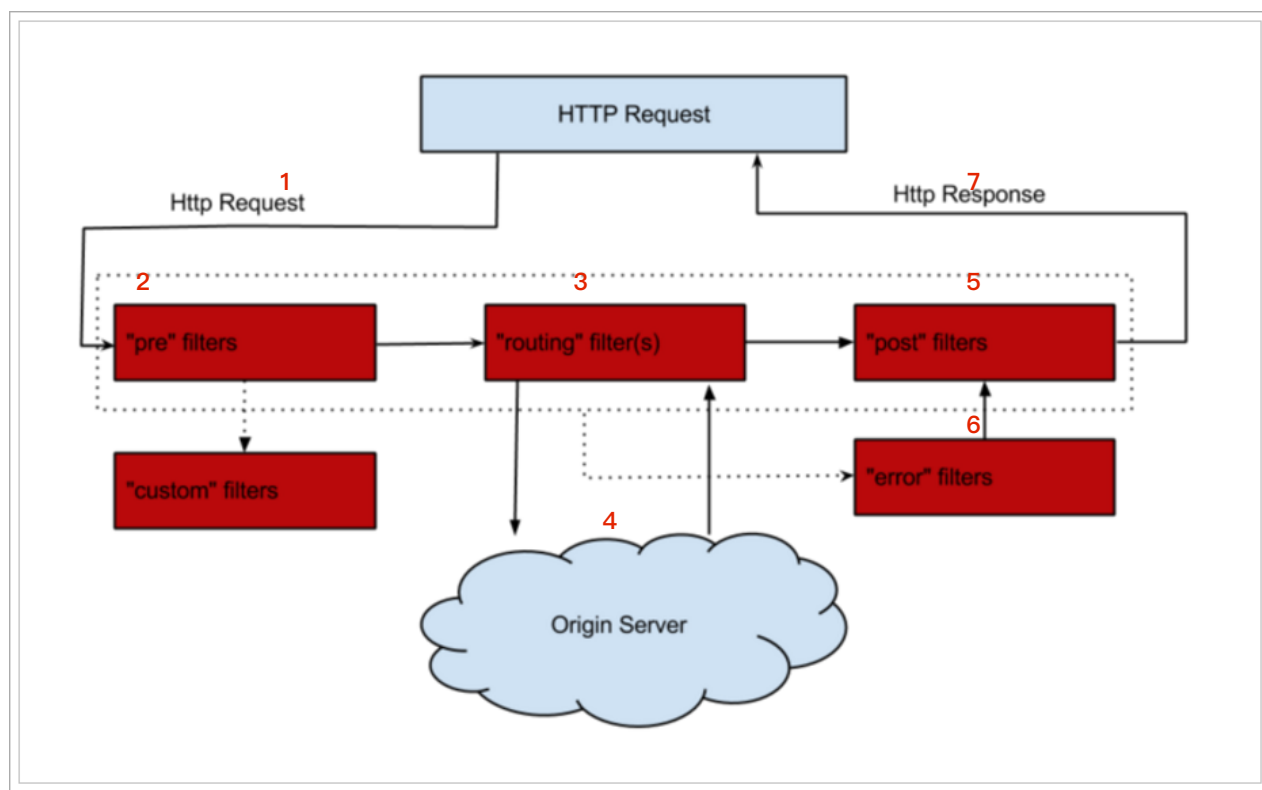 HTTP Request
1
Http Request
7
Http Response
2
3
5
"pre" filters
"routing" filter(s)
"post" filters
6
"custom" filters
"error" filters
4
Origin Server